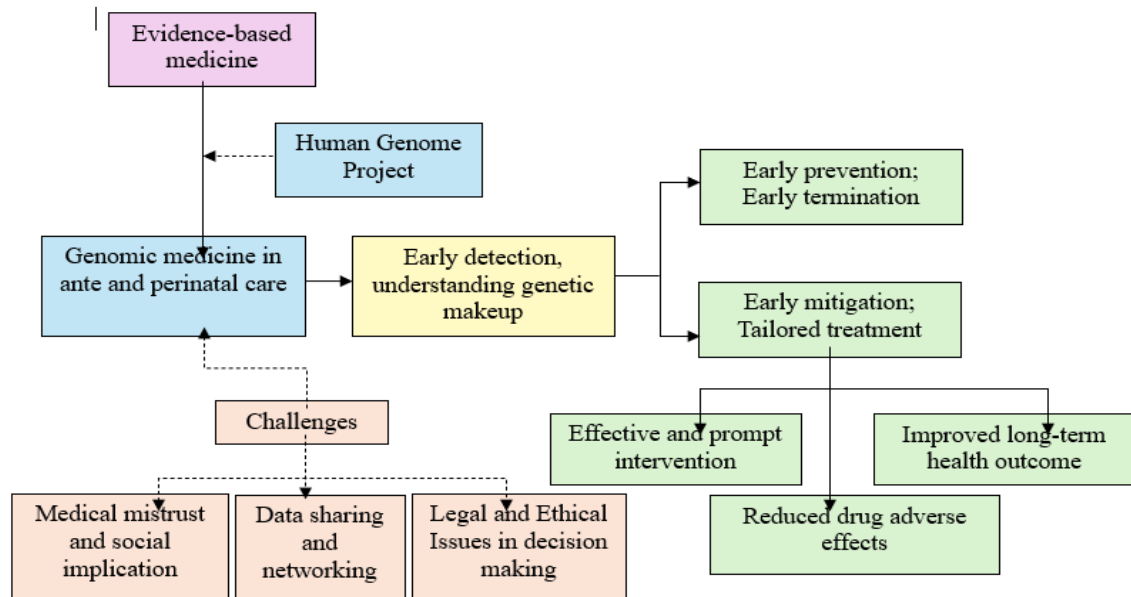 Evidence-based
medicine
Human Genome
Project
Early prevention;
Early termination
Genomic medicine in
ante and perinatal care
Early detection,
understanding genetic
makeup
Early mitigation;
Tailored treatment
Challenges
Effective and prompt
intervention
Improved long-term
health outcome
Medical mistrust
and social
implication
Data sharing
and
networking
Legal and Ethical
Issues in decision
making
Reduced drug adverse
effects